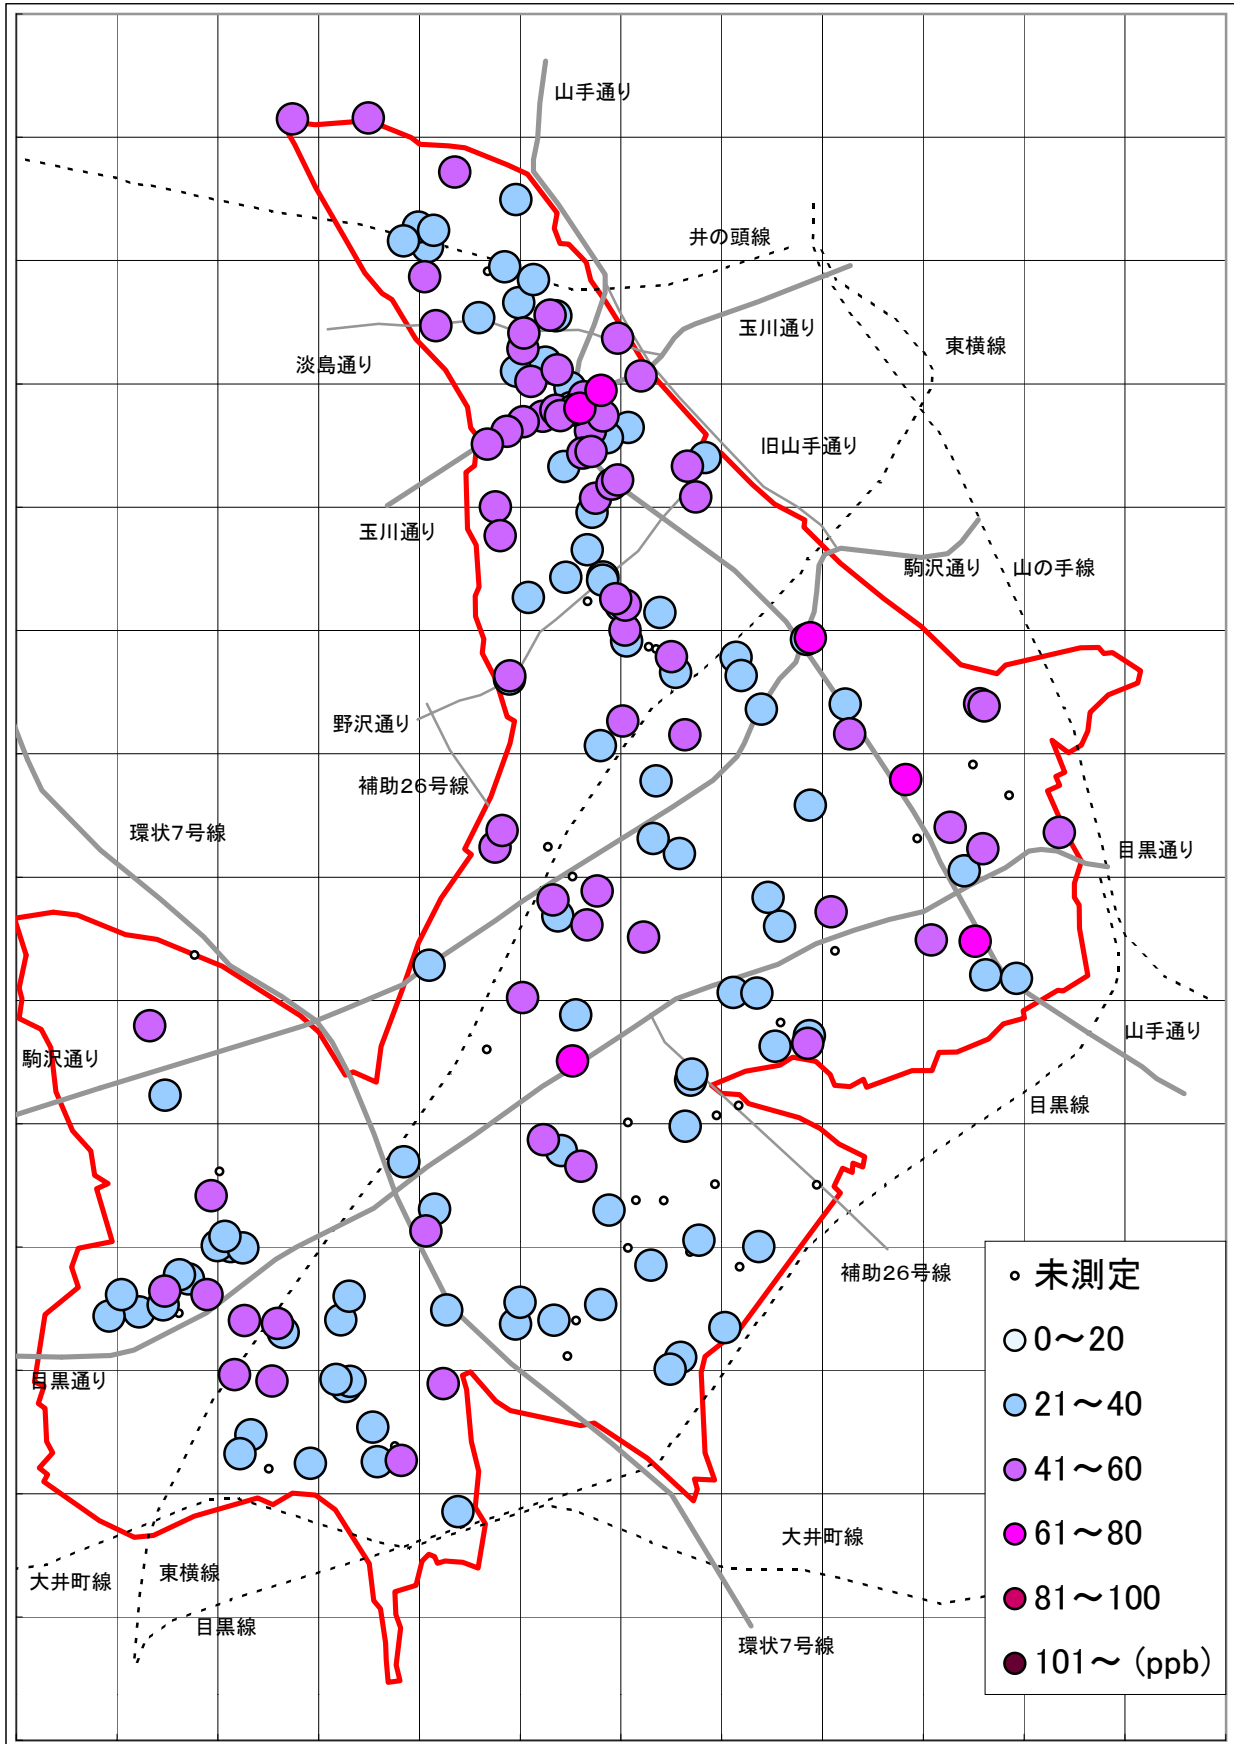 山手通り
井の頭線
玉川通り
東横線
淡島通り
旧山手通り
玉川通り
駒沢通り
山の手線
野沢通り
補助26号線
環状7号線
目黒通り
駒沢通り
山手通り
目黒線
補助26号線
目黒通り
大井町線
東横線
大井町線
目黒線
環状7号線
未測定
0～20
21～40
41～60
61～80
81～100
101～ (ppb)